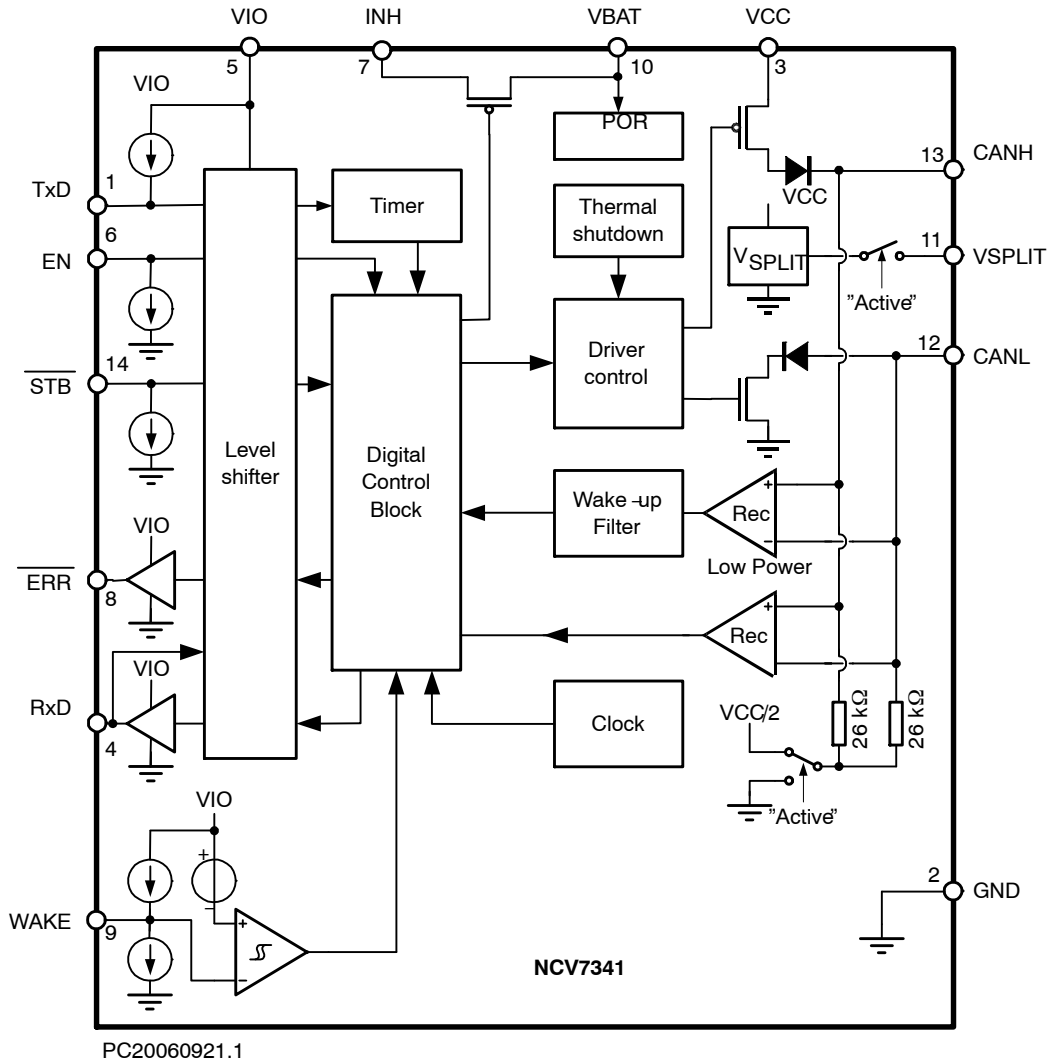 VIO
INH
VBAT
VCC
5
7
10
3
VIO
POR
TxD
1
Timer
Thermal
shutdown
VCC
13
CANH
6
EN
VSPLIT
11
VSPLIT
"Active"
14
STB
Level
shifter
Digital
Control
Block
Driver
control
12
CANL
Wake-up
Filter
+
Rec
−
Low Power
VIO
ERR
8
+
Rec
−
VIO
RxD
4
Clock
VCC/2
26 kΩ
26 kΩ
"Active"
VIO
+
−
WAKE
9
+
−
2
GND
NCV7341
PC20060921.1